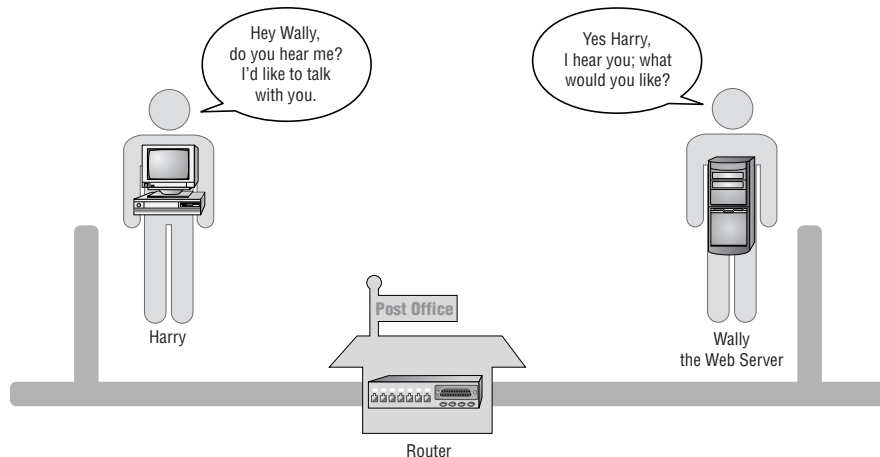 Hey Wally,
do you hear me?
I'd like to talk
with you.
Yes Harry,
I hear you; what
would you like?
Post Office
Harry
Wally
the Web Server
Router